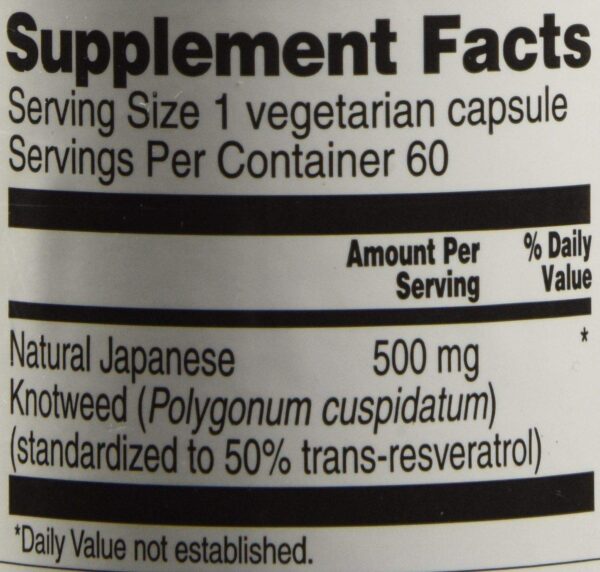 Supplement Facts
Serving Size 1 vegetarian capsule
Servings Per Container 60
Amount Per % Daily
Serving Value
Natural Japanese 500 mg *
Knotweed (Polygonum cuspidatum)
(standardized to 50% trans-resveratrol)
*Daily Value not established.